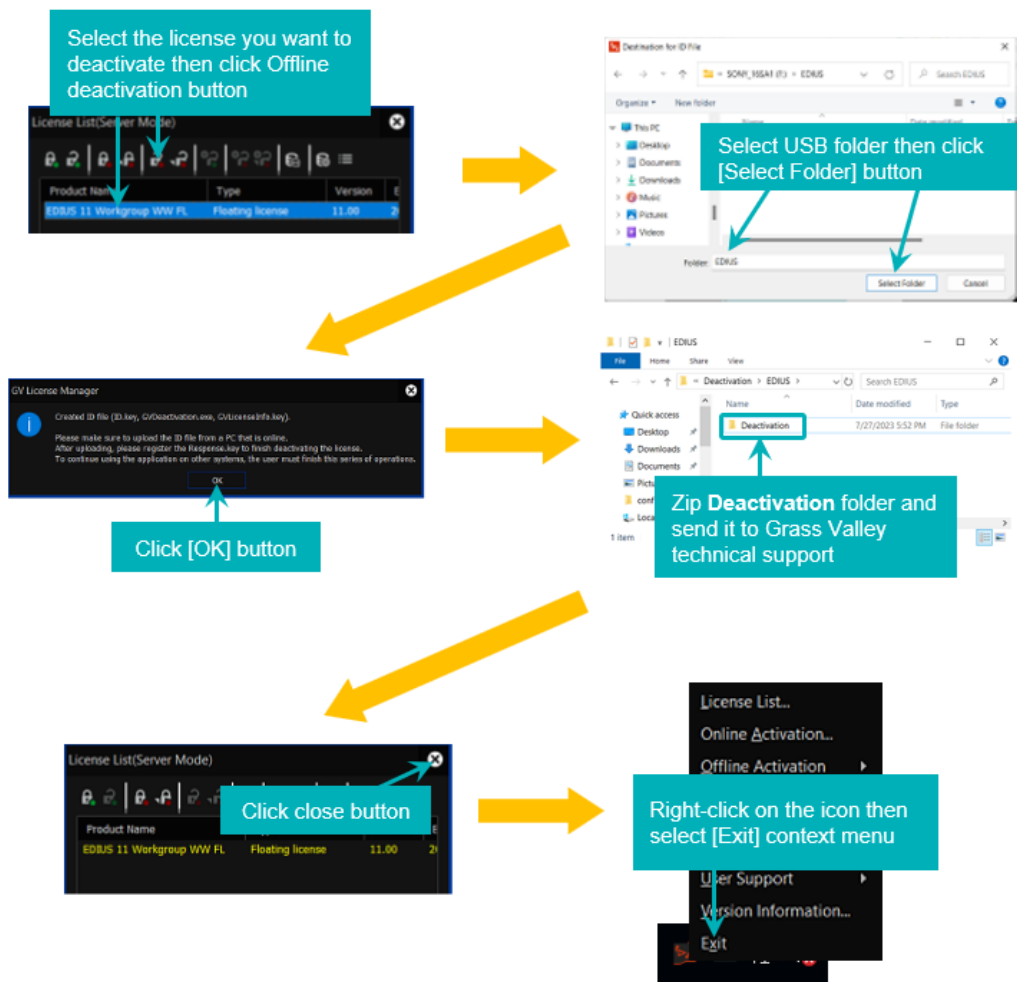 Select the license you want to
deactivate then click Offline
deactivation button
License List(Server Mode)
Product Name Type Version
EDIUS 11 Workgroup WW FL Floating license 11.00
Destination for ID File
SONY_16SA1 (F:) > EDIUS Search EDIUS
Organize New folder
This PC
Desktop
Documents
Downloads
Music
Pictures
Videos
Name Date modified
Select USB folder then click
[Select Folder] button
Folder: EDIUS
Select Folder Cancel
GV License Manager
Created ID file (ID.key, GVDeactivation.exe, GVLicenseInfo.key).
Please make sure to upload the ID file from a PC that is online.
After uploading, please register the Response.key to finish deactivating the license.
To continue using the application on other systems, the user must finish this series of operations.
OK
Click [OK] button
EDIUS
File Home Share View
Deactivation > EDIUS > Search EDIUS
Name Date modified Type
Quick access
Desktop
Downloads
Documents
Deactivation 7/27/2023 5:52 PM File folder
1 item
Zip Deactivation folder and
send it to Grass Valley
technical support
License List(Server Mode)
Product Name
EDIUS 11 Workgroup WW FL Floating license 11.00
Click close button
License List...
Online Activation...
Offline Activation
Right-click on the icon then
select [Exit] context menu
User Support
Version Information...
Exit